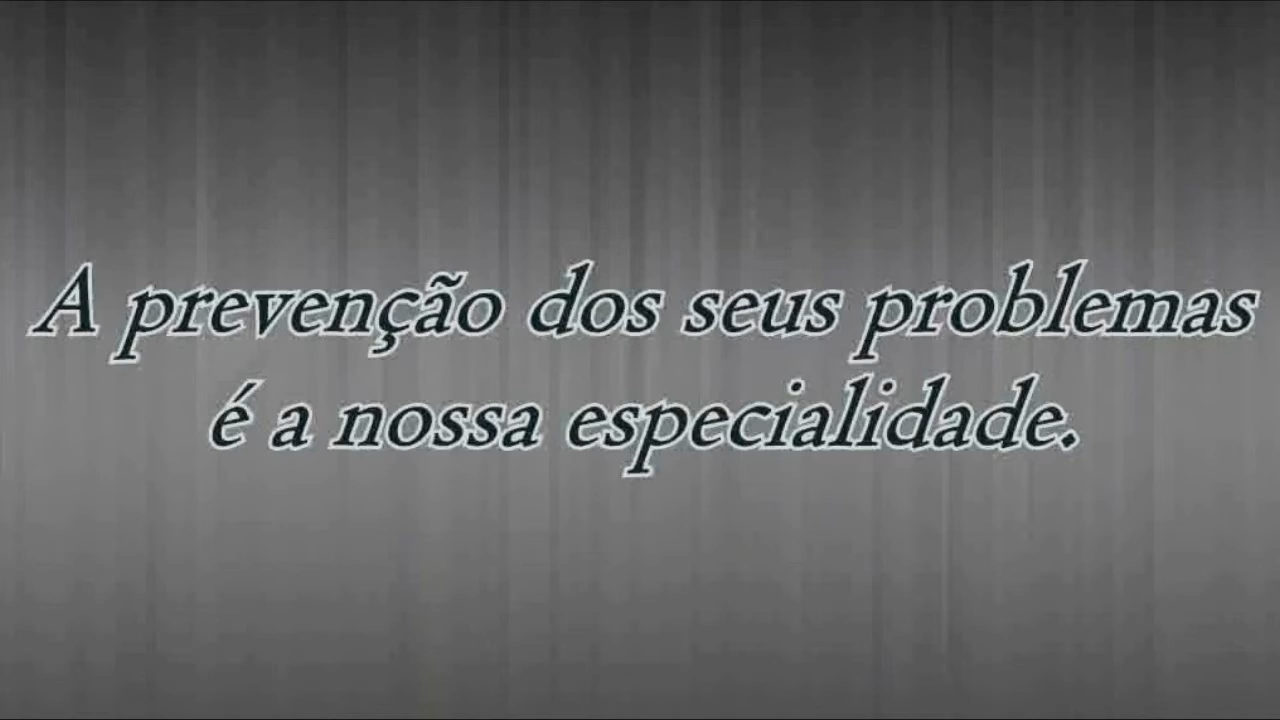 A prevenção dos seus problemas
é a nossa especialidade.